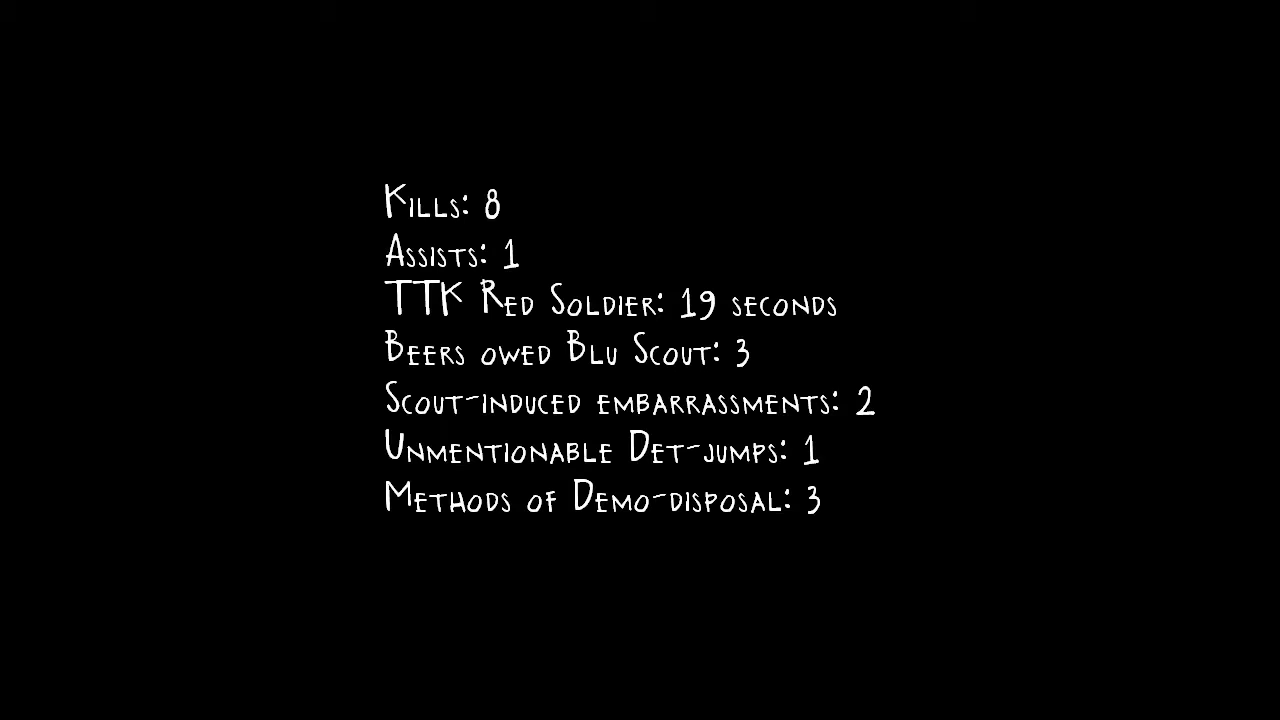 Kills: 8
Assists: 1
TTK Red Soldier: 19 seconds
Beers owed Blu Scout: 3
Scout-induced embarrassments: 2
Unmentionable Det-jumps: 1
Methods of Demo-disposal: 3